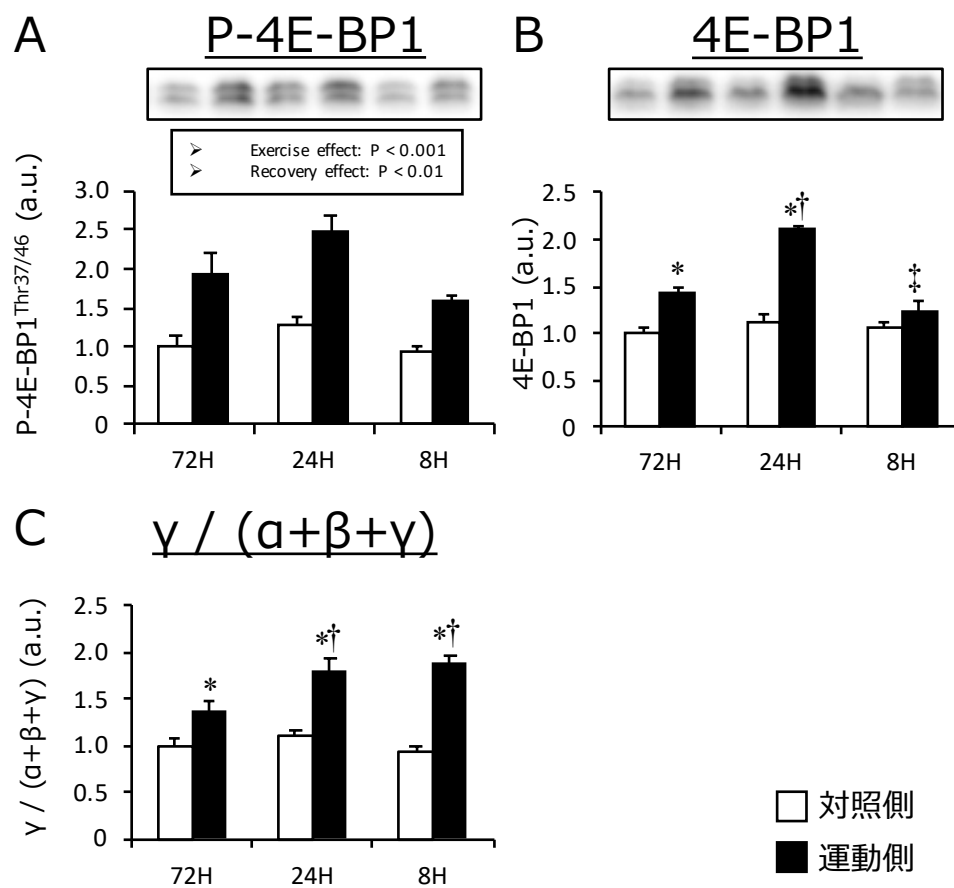 A
P-4E-BP1
➢ Exercise effect: P < 0.001
➢ Recovery effect: P < 0.01
P-4E-BP1Thr37/46 (a.u.)
3.0
2.5
2.0
1.5
1.0
0.5
0
72H
24H
8H
B
4E-BP1
4E-BP1 (a.u.)
2.5
2.0
1.5
1.0
0.5
0
*
*†
‡
72H
24H
8H
C
γ / (α+β+γ)
γ / (α+β+γ) (a.u.)
2.5
2.0
1.5
1.0
0.5
0
*
*†
*†
72H
24H
8H
対照側
運動側